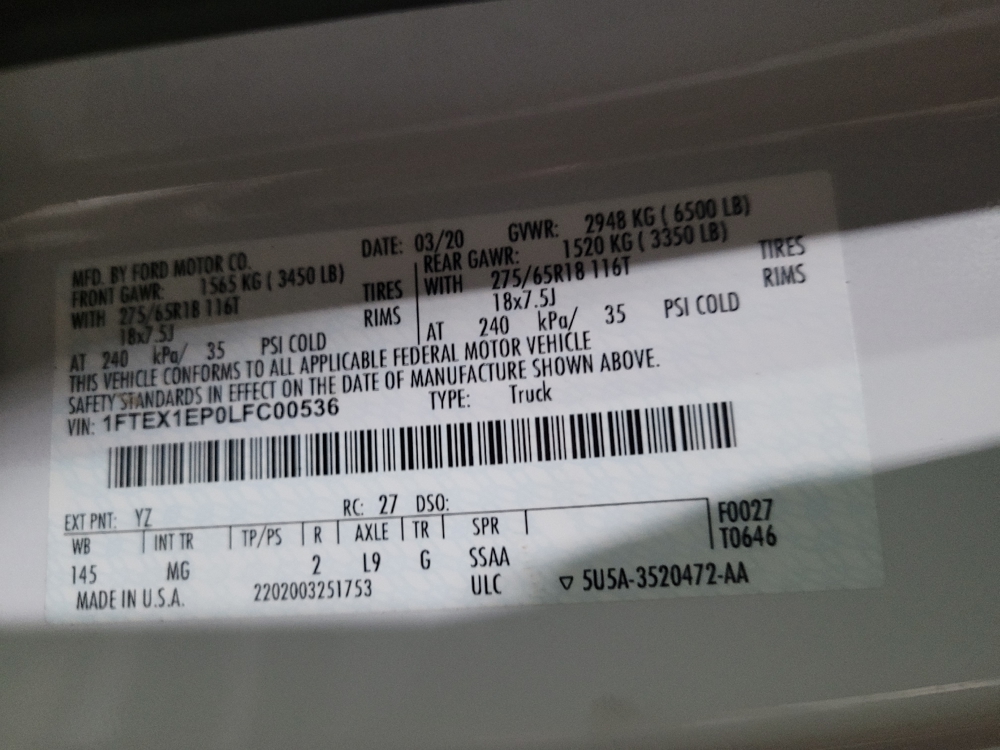 MFD. BY FORD MOTOR CO. DATE: 03/20 GVWR: 2948 KG ( 6500 LB)
FRONT GAWR: 1565 KG ( 3450 LB) REAR GAWR: 1520 KG ( 3350 LB)
WITH 275/65R18 116T TIRES WITH 275/65R18 116T TIRES
18x7.5J RIMS 18x7.5J RIMS
AT 240 kPa/ 35 PSI COLD AT 240 kPa/ 35 PSI COLD
THIS VEHICLE CONFORMS TO ALL APPLICABLE FEDERAL MOTOR VEHICLE
SAFETY STANDARDS IN EFFECT ON THE DATE OF MANUFACTURE SHOWN ABOVE.
VIN: 1FTEX1EP0LFC00536 TYPE: Truck
EXT PNT: YZ RC: 27 DSO: F0027
WB INT TR TP/PS R AXLE TR SPR T0646
145 MG 2 L9 G SSAA
MADE IN U.S.A. 2202003251753 ULC ▽ 5U5A-3520472-AA